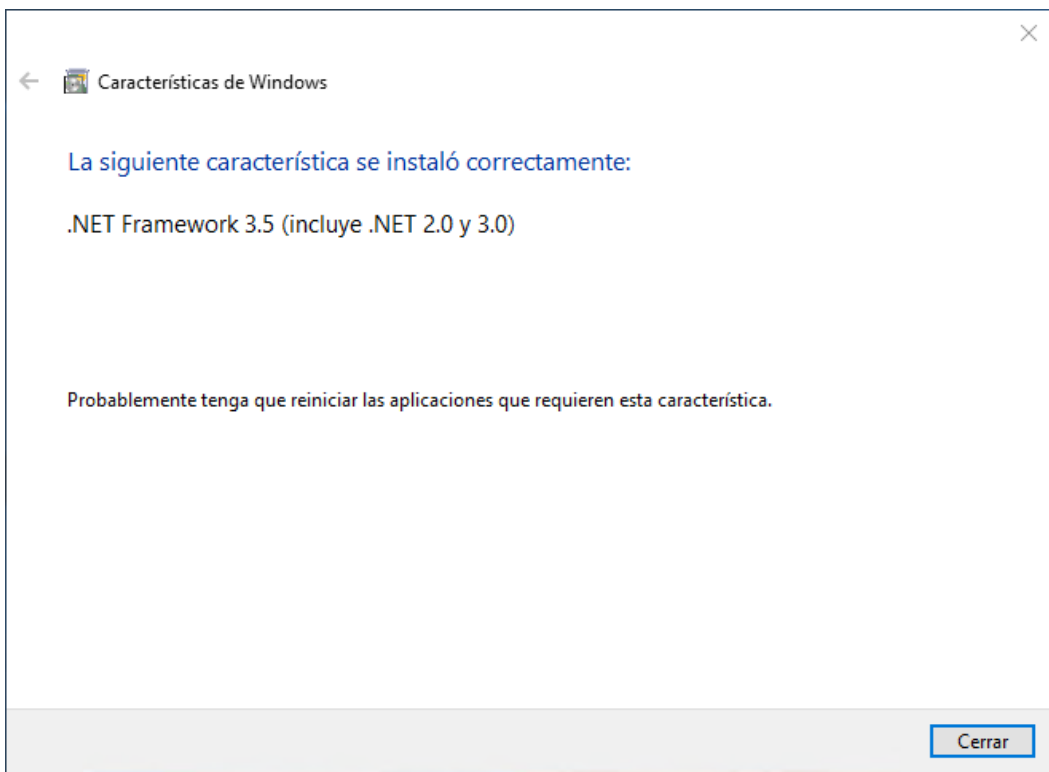 Características de Windows
La siguiente característica se instaló correctamente:
.NET Framework 3.5 (incluye .NET 2.0 y 3.0)
Probablemente tenga que reiniciar las aplicaciones que requieren esta característica.
Cerrar